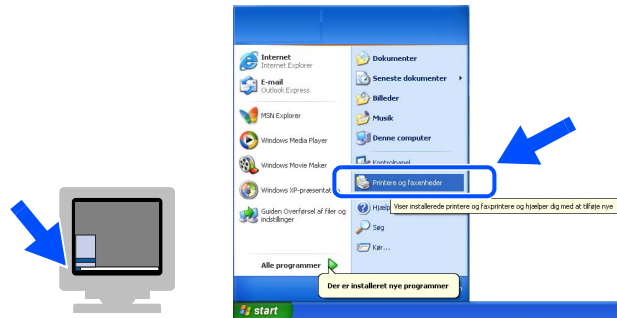 Internet
Internet Explorer
E-mail
Outlook Express
MSN Explorer
Windows Media Player
Windows Movie Maker
Windows XP-præsentat
Guiden Overførsel af filer og
indstillinger
Alle programmer
Dokumenter
Seneste dokumenter
Billeder
Musik
Denne computer
Kontrolpanel
Printere og faxenheder
Hjælp
Viser installerede printere og faxprintere og hjælper dig med at tilføje nye
Søg
Kør...
Der er installeret nye programmer
start